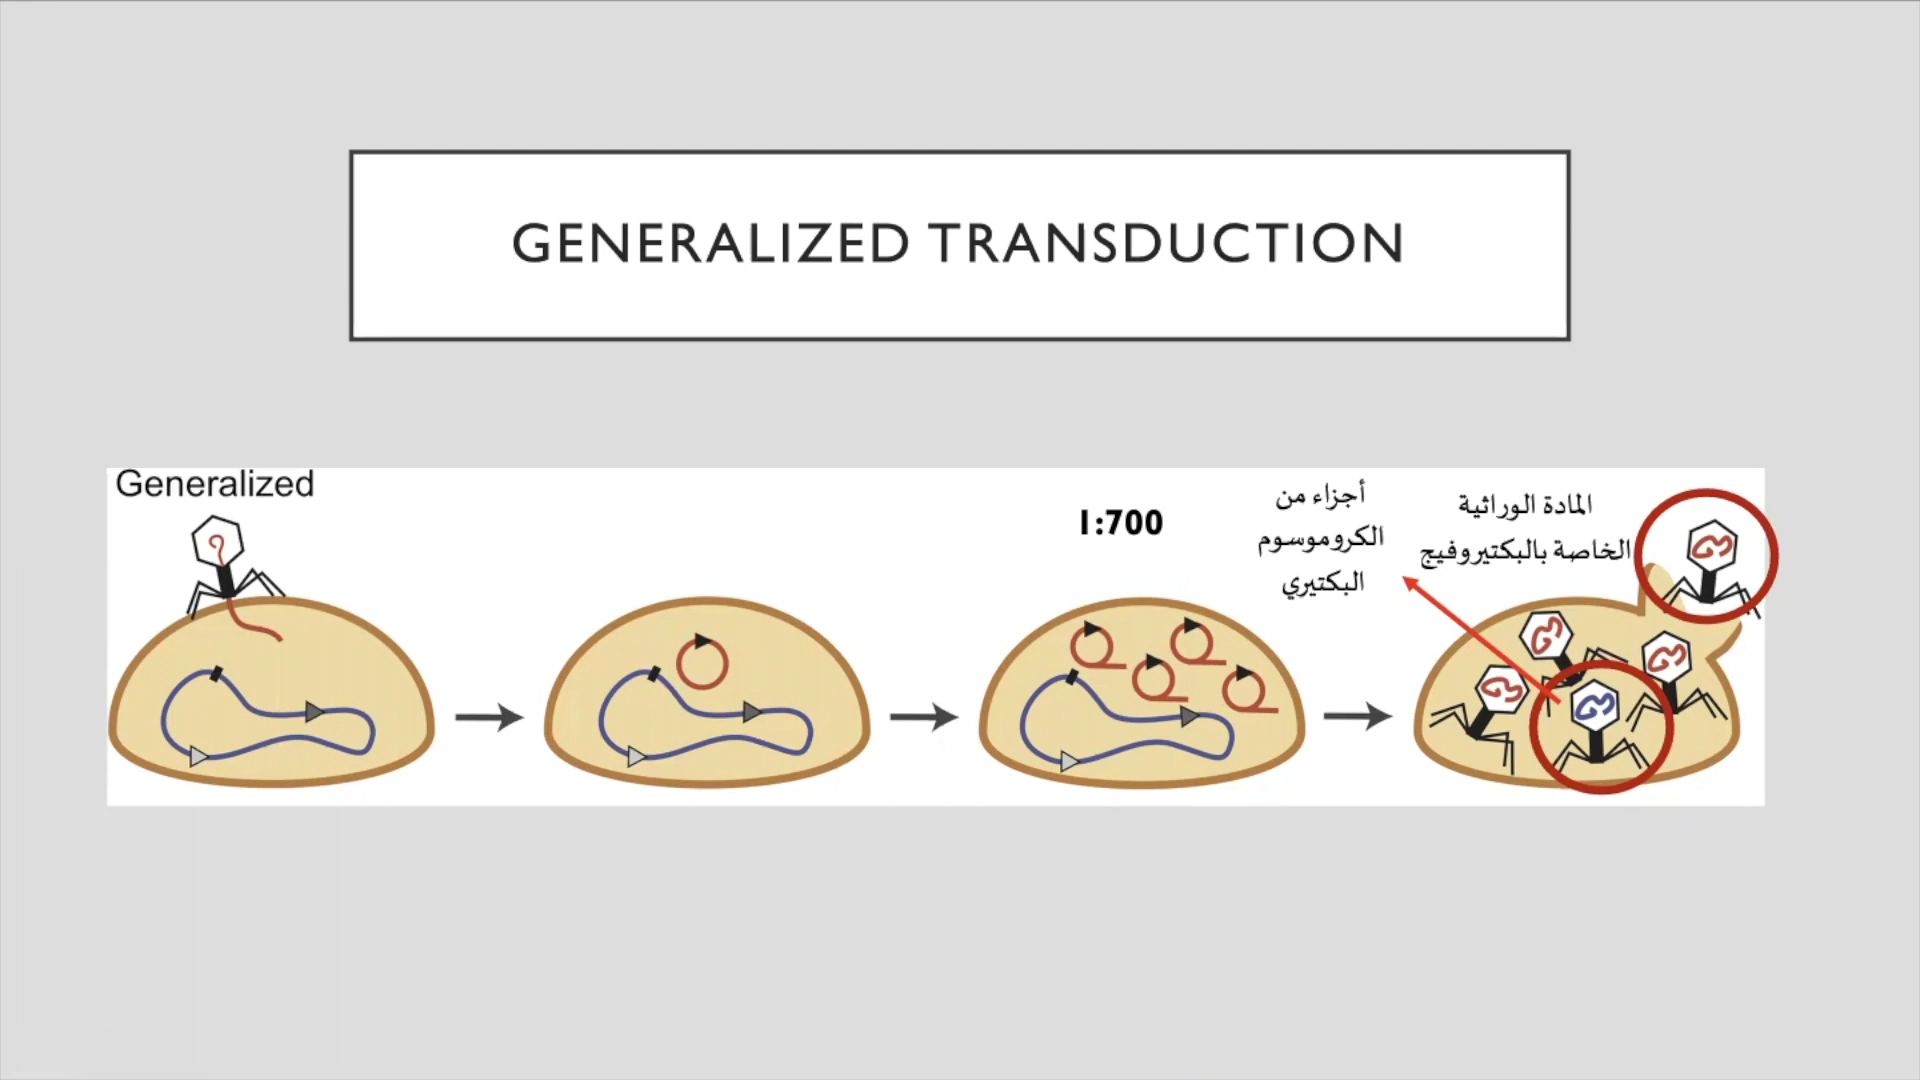 GENERALIZED TRANSDUCTION
Generalized
1:700
أجزاء من
الكروموسوم
البكتيري
المادة الوراثية
الخاصة بالبكتيروفيج